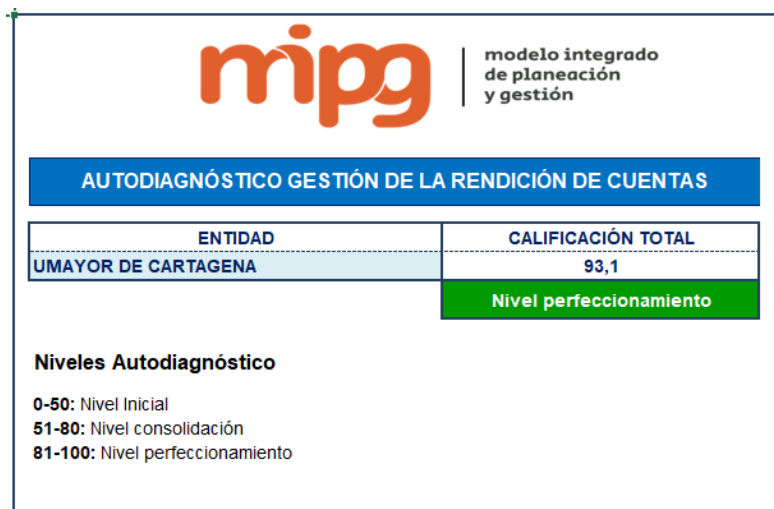 mipg
modelo integrado
de planeación
y gestión
AUTODIAGNÓSTICO GESTIÓN DE LA RENDICIÓN DE CUENTAS
ENTIDAD CALIFICACIÓN TOTAL
UMAYOR DE CARTAGENA 93,1
Nivel perfeccionamiento
Niveles Autodiagnóstico
0-50: Nivel Inicial
51-80: Nivel consolidación
81-100: Nivel perfeccionamiento